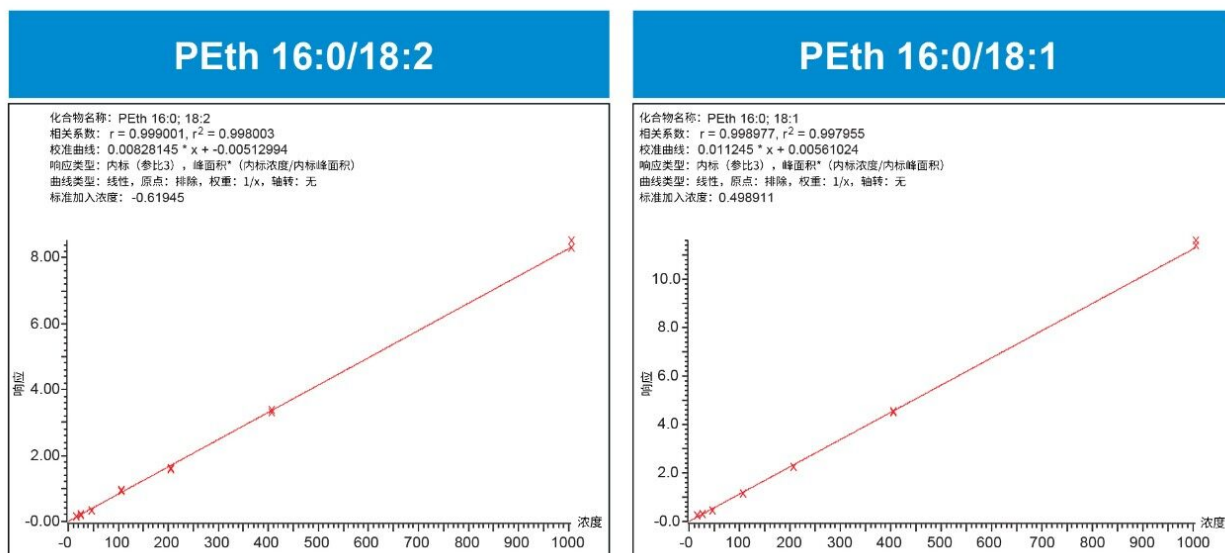 PEth 16:0/18:2
化合物名称：PEth 16:0; 18:2
相关系数：r = 0.999001, r² = 0.998003
校准曲线：0.00828145 * x + -0.00512994
响应类型：内标（参比3），峰面积*（内标浓度/内标峰面积）
曲线类型：线性，原点：排除，权重：1/x，轴转：无
标准加入浓度：-0.61945
8.00
6.00
4.00
响应
2.00
-0.00
浓度
-0 100 200 300 400 500 600 700 800 900 1000
PEth 16:0/18:1
化合物名称：PEth 16:0; 18:1
相关系数：r = 0.998977, r² = 0.997955
校准曲线：0.011245 * x + 0.00561024
响应类型：内标（参比3），峰面积*（内标浓度/内标峰面积）
曲线类型：线性，原点：排除，权重：1/x，轴转：无
标准加入浓度：0.498911
10.0
8.0
6.0
响应
4.0
2.0
-0.0
浓度
-0 100 200 300 400 500 600 700 800 900 1000